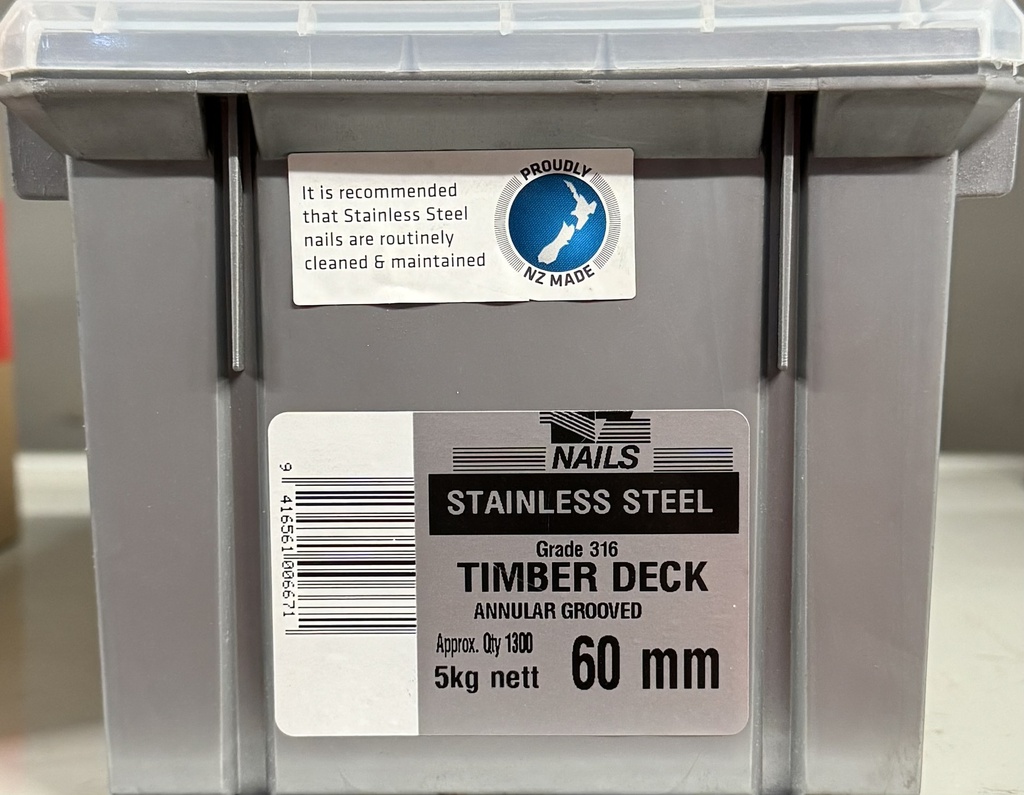 It is recommended
that Stainless Steel
nails are routinely
cleaned & maintained
PROUDLY
NZ MADE
9 416561 006671
NAILS
STAINLESS STEEL
Grade 316
TIMBER DECK
ANNULAR GROOVED
Approx. Qty 1300
5kg nett
60 mm